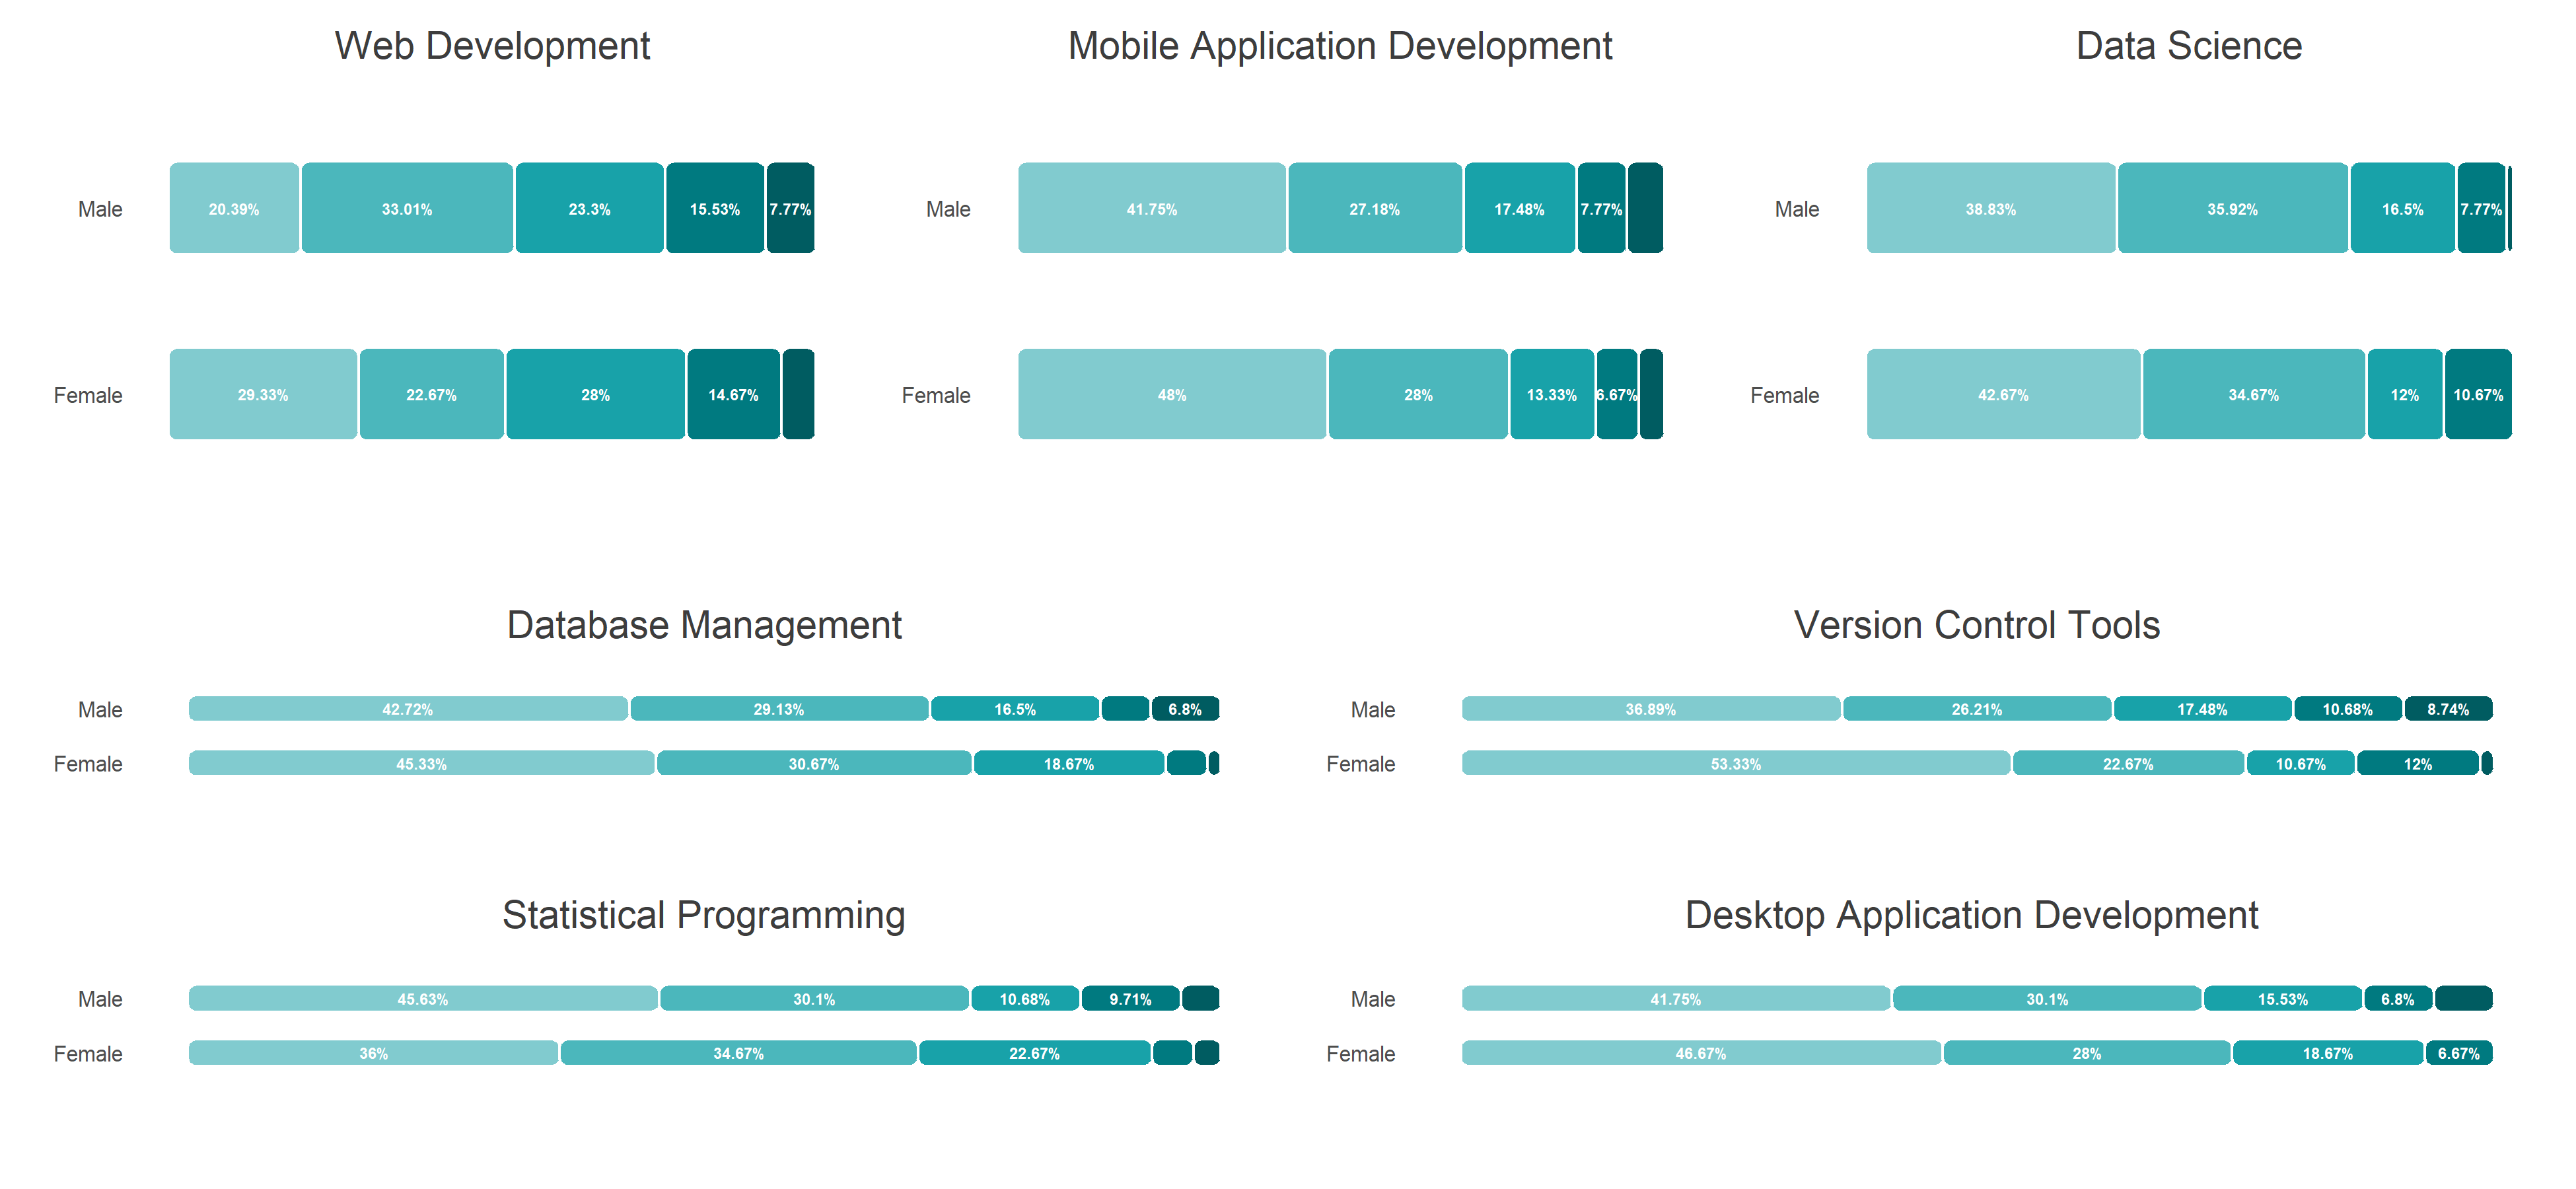 Web Development
Mobile Application Development
Data Science
Male
20.39%
33.01%
23.3%
15.53%
7.77%
Male
41.75%
27.18%
17.48%
7.77%
Male
38.83%
35.92%
16.5%
7.77%
Female
29.33%
22.67%
28%
14.67%
Female
48%
28%
13.33%
6.67%
Female
42.67%
34.67%
12%
10.67%
Database Management
Version Control Tools
Male
42.72%
29.13%
16.5%
6.8%
Male
36.89%
26.21%
17.48%
10.68%
8.74%
Female
45.33%
30.67%
18.67%
Female
53.33%
22.67%
10.67%
12%
Statistical Programming
Desktop Application Development
Male
45.63%
30.1%
10.68%
9.71%
Male
41.75%
30.1%
15.53%
6.8%
Female
36%
34.67%
22.67%
Female
46.67%
28%
18.67%
6.67%